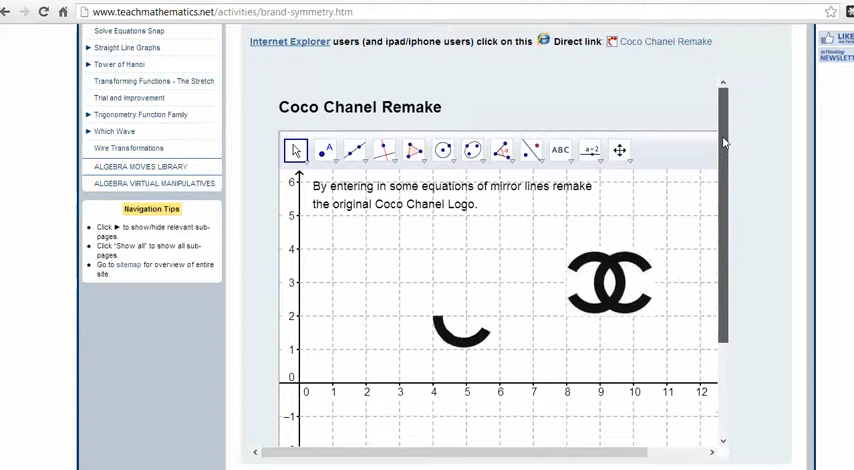 www.teachmathematics.net/activities/brand-symmetry.htm
Solve Equations Snap
Straight Line Graphs
Tower of Hanoi
Transforming Functions - The Stretch
Trial and Improvement
Trigonometry Function Family
Which Wave
Wire Transformations
ALGEBRA MOVIES LIBRARY
ALGEBRA VIRTUAL MANIPULATIVES
Navigation Tips
Click ► to show/hide relevant sub-
pages.
Click "Show all" to show all sub-
pages.
Go to sitemap for overview of entire
site.
Internet Explorer users (and ipad/iphone users) click on this Direct link: Coco Chanel Remake
LIKE
inThinking
NEWSLETT
Coco Chanel Remake
A
ABC
a=2
By entering in some equations of mirror lines remake
the original Coco Chanel Logo.
6
5
4
3
2
1
0
−1
0 1 2 3 4 5 6 7 8 9 10 11 12